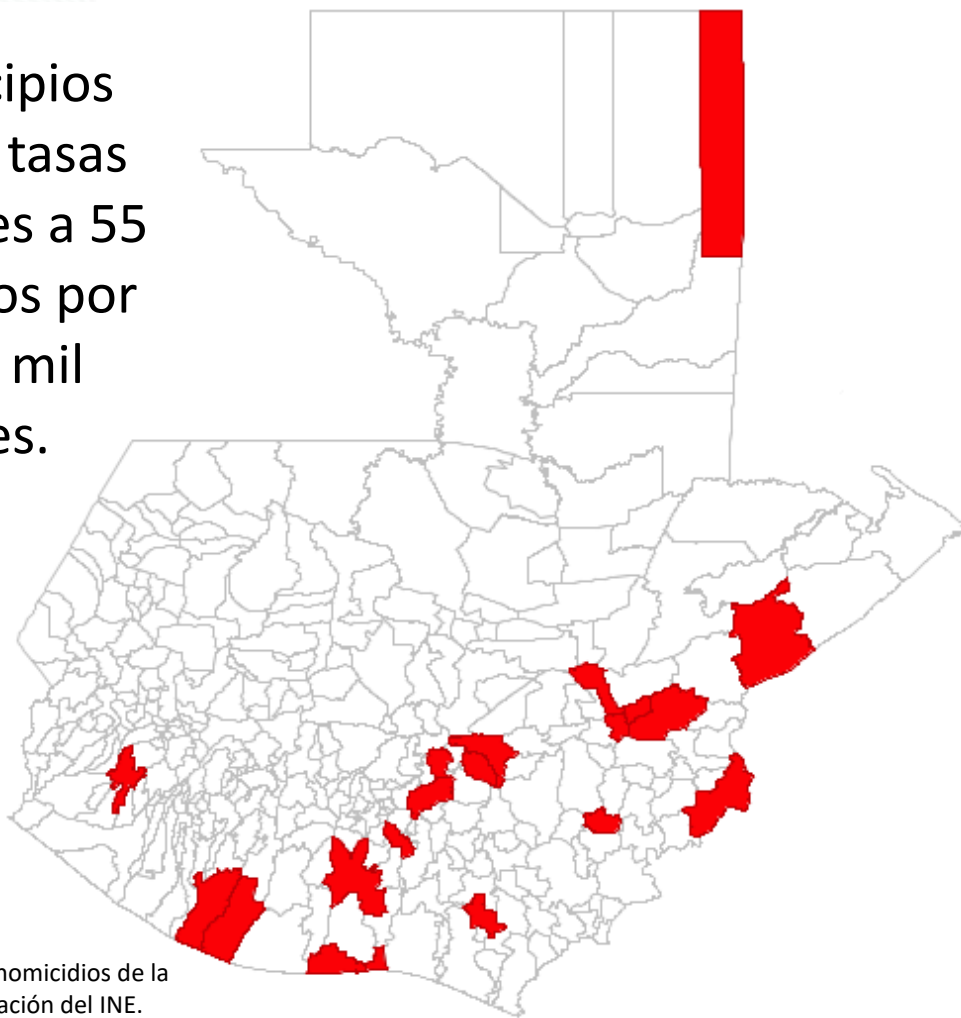 cipios
tasas
es a 55
os por
mil
es.
homicidios de la
ación del INE.